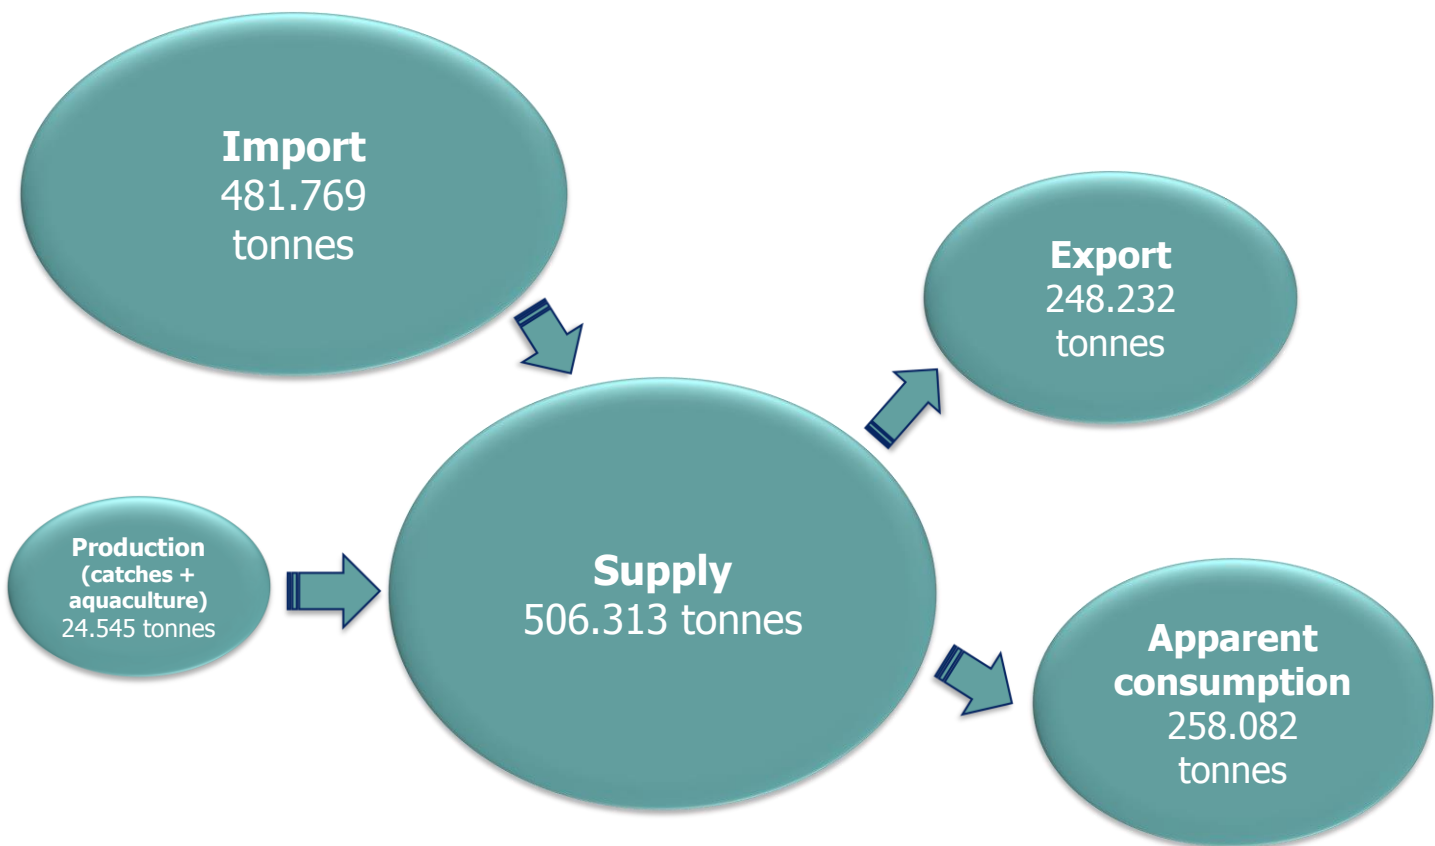 Import
481.769
tonnes
Export
248.232
tonnes
Production
(catches +
aquaculture)
24.545 tonnes
Supply
506.313 tonnes
Apparent
consumption
258.082
tonnes